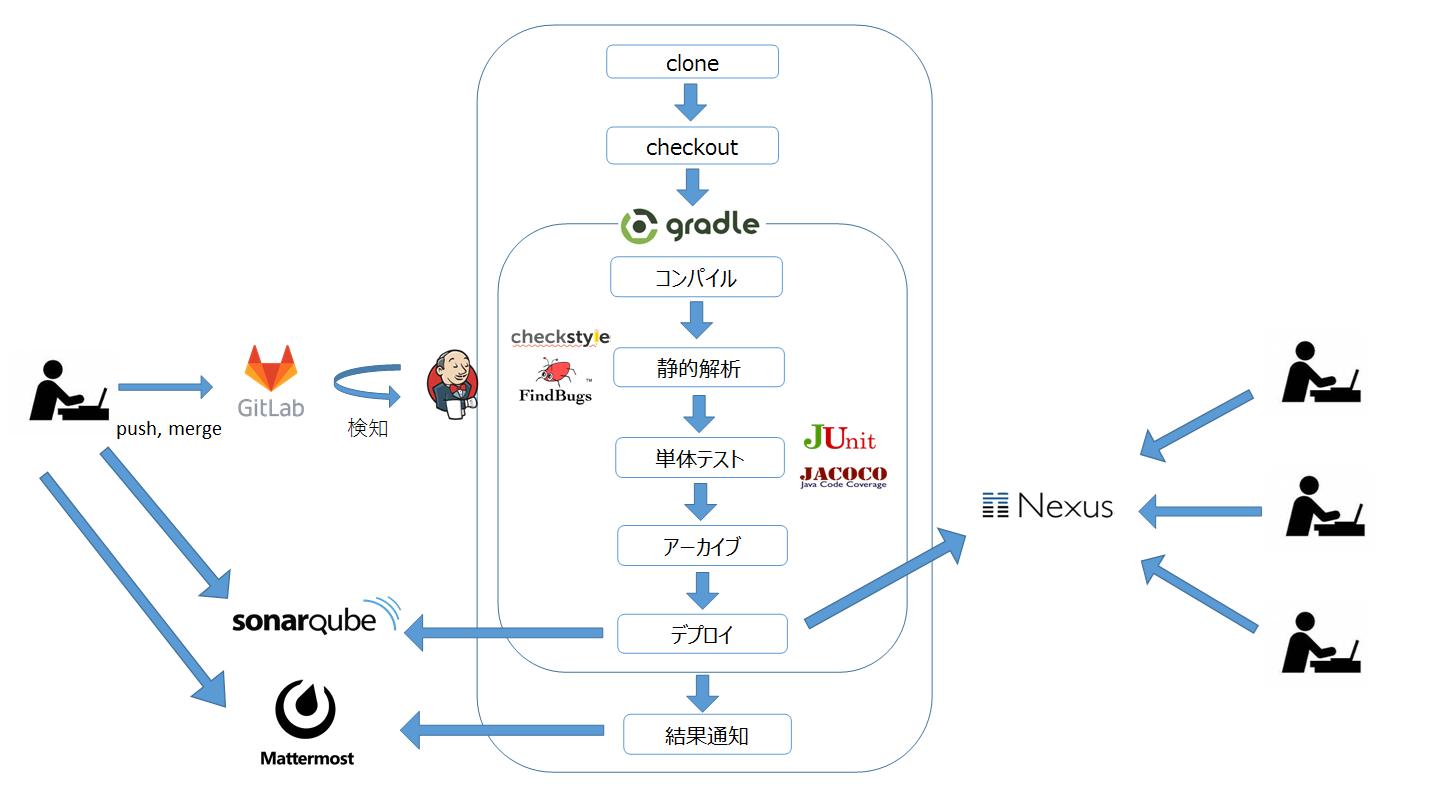 clone
checkout
gradle
コンパイル
checkstyle
静的解析
FindBugs
TM
GitLab
push, merge
検知
JUnit
単体テスト
JACOCO
Java Code Coverage
Nexus
アーカイブ
sonarqube
デプロイ
結果通知
Mattermost